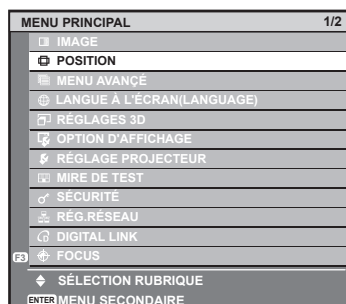 MENU PRINCIPAL 1/2
IMAGE
POSITION
MENU AVANÇÉ
LANGUE À L'ÉCRAN(LANGUAGE)
RÉGLAGES 3D
OPTION D'AFFICHAGE
RÉGLAGE PROJECTEUR
MIRE DE TEST
SÉCURITÉ
RÉG.RÉSEAU
DIGITAL LINK
F3 FOCUS
SÉLECTION RUBRIQUE
ENTER MENU SECONDAIRE